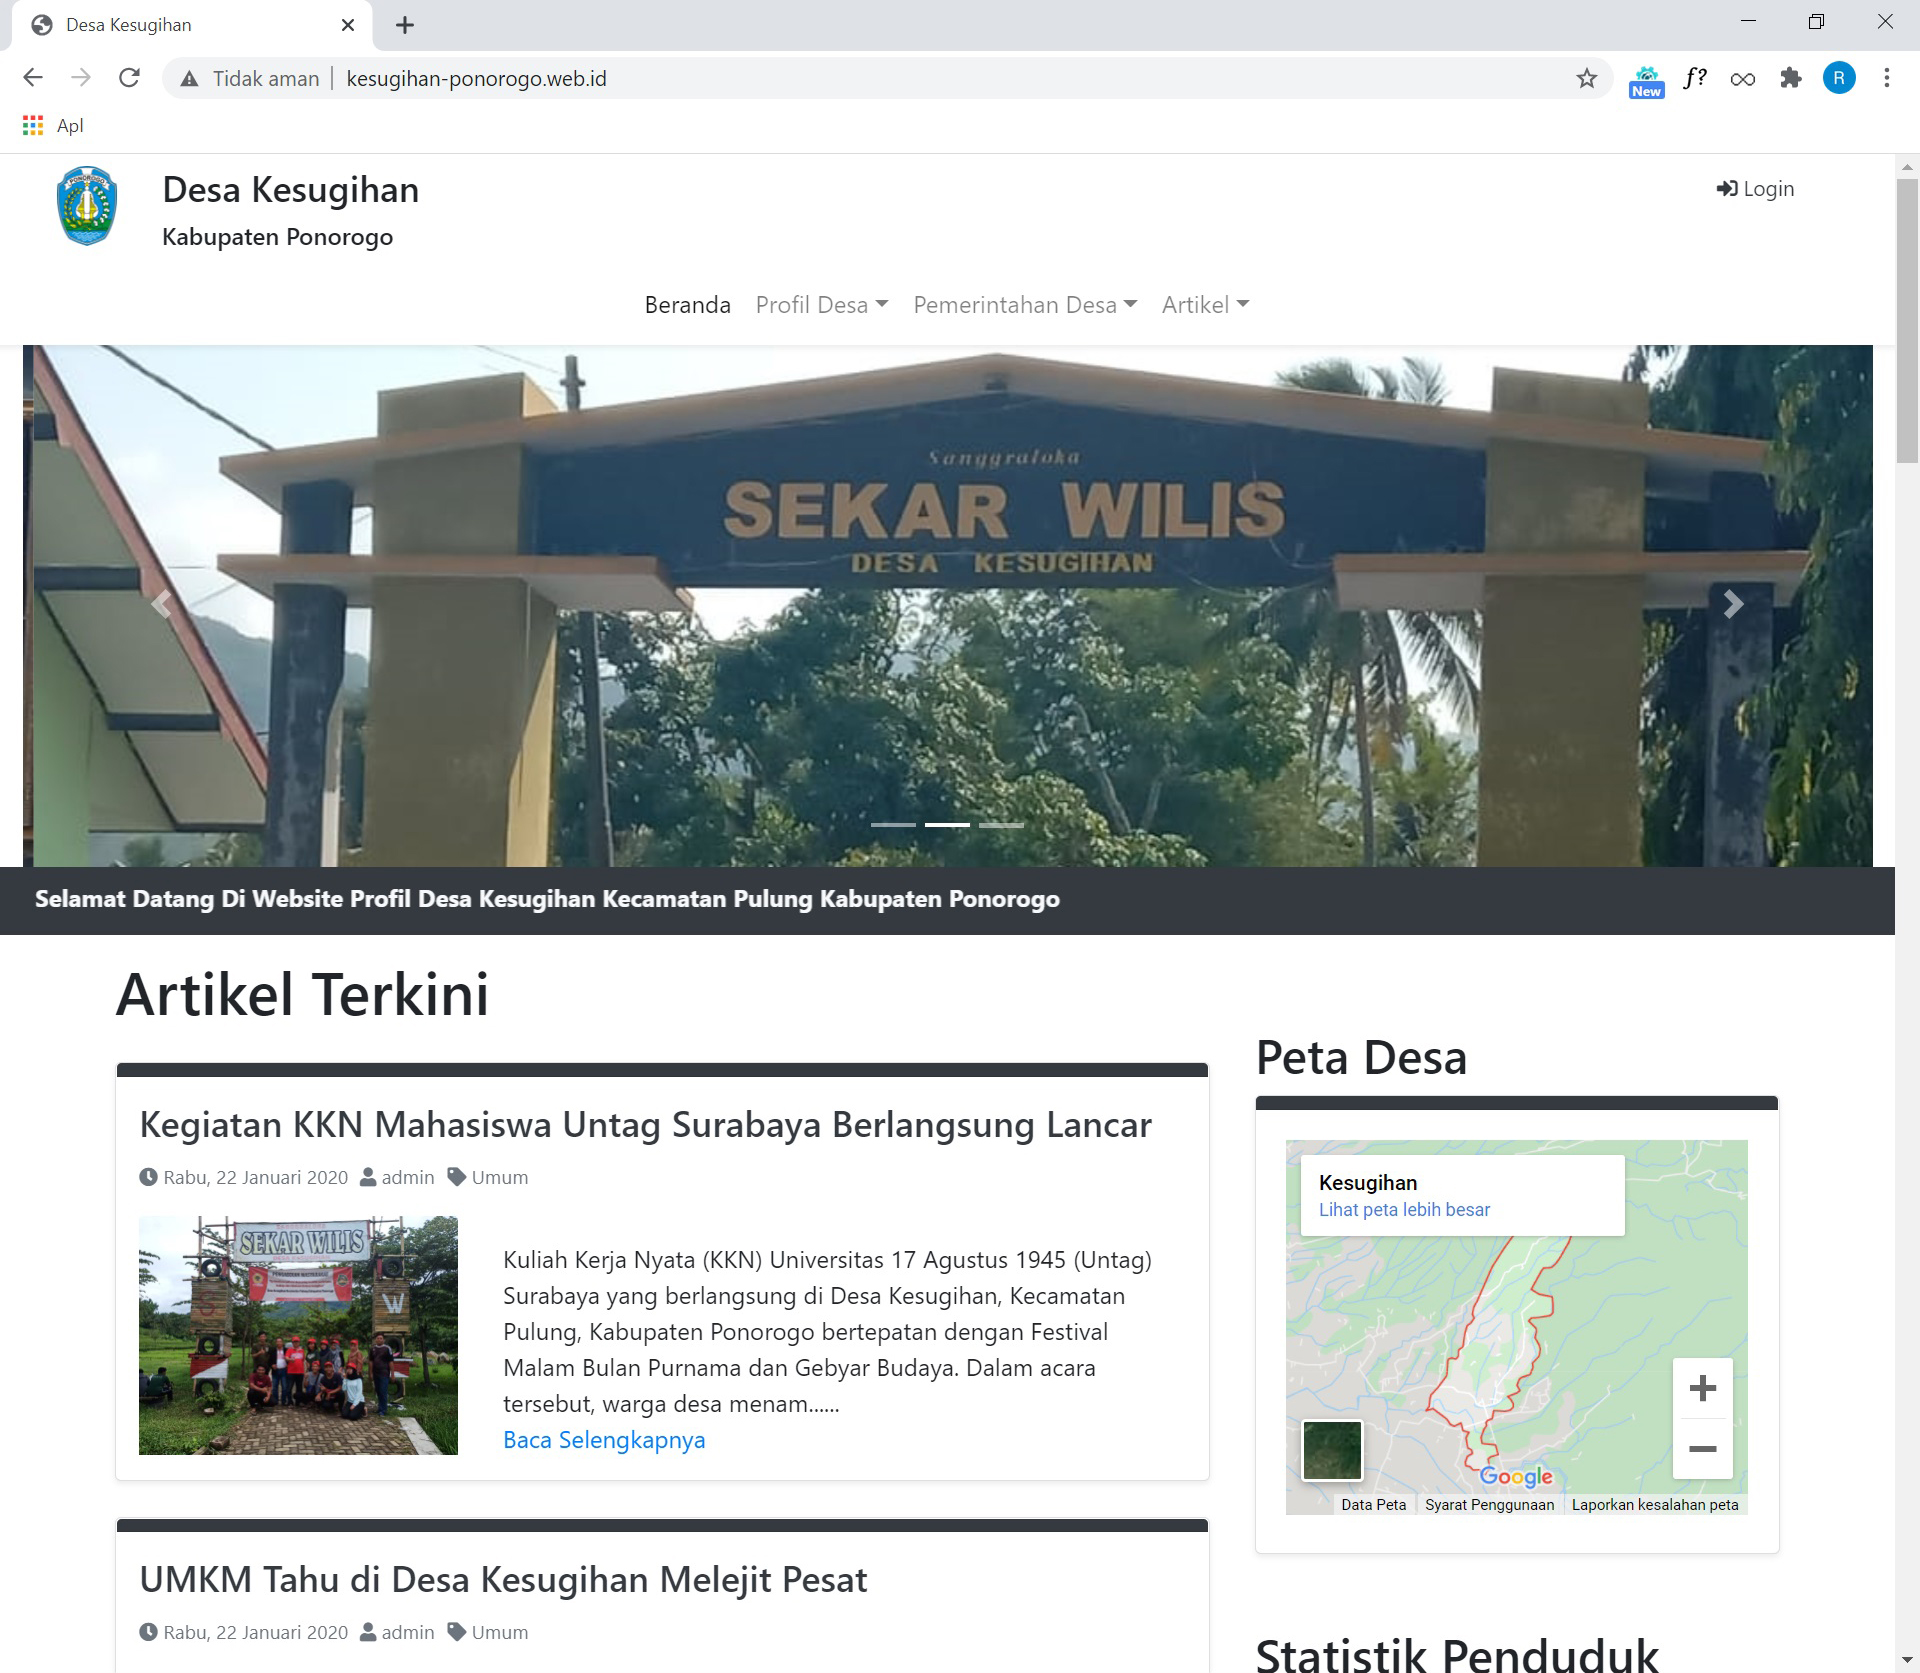 Desa Kesugihan
Tidak aman
kesugihan-ponorogo.web.id
New
f?
R
Apl
PONOROGO
Desa Kesugihan
Kabupaten Ponorogo
Login
Beranda Profil Desa Pemerintahan Desa Artikel
Sanggraloka
SEKAR WILIS
DESA KESUGIHAN
Selamat Datang Di Website Profil Desa Kesugihan Kecamatan Pulung Kabupaten Ponorogo
Artikel Terkini
Kegiatan KKN Mahasiswa Untag Surabaya Berlangsung Lancar
Rabu, 22 Januari 2020 admin Umum
SEKAR WILIS
S
W
Kuliah Kerja Nyata (KKN) Universitas 17 Agustus 1945 (Untag)
Surabaya yang berlangsung di Desa Kesugihan, Kecamatan
Pulung, Kabupaten Ponorogo bertepatan dengan Festival
Malam Bulan Purnama dan Gebyar Budaya. Dalam acara
tersebut, warga desa menam......
Baca Selengkapnya
UMKM Tahu di Desa Kesugihan Melejit Pesat
Rabu, 22 Januari 2020 admin Umum
Peta Desa
Kesugihan
Lihat peta lebih besar
Google
Data Peta Syarat Penggunaan Laporkan kesalahan peta
Statistik Penduduk